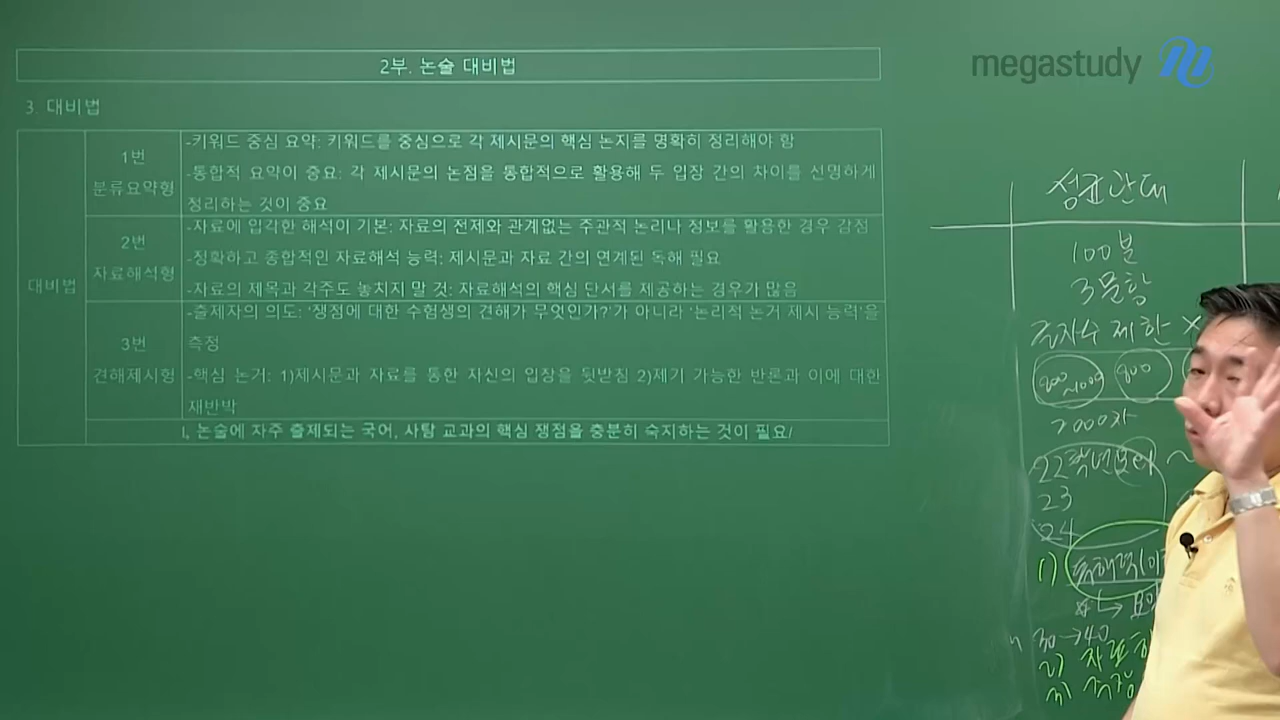 megastudy
2부. 논술 대비법
3. 대비법
대비법
1번
분류요약형
-키워드 중심 요약: 키워드를 중심으로 각 제시문의 핵심 논지를 명확히 정리해야 함
-통합적 요약이 중요: 각 제시문의 논점을 통합적으로 활용해 두 입장 간의 차이를 선명하게
정리하는 것이 중요
2번
자료해석형
-자료에 입각한 해석이 기본: 자료의 전제와 관계없는 주관적 논리나 정보를 활용한 경우 감점
-정확하고 종합적인 자료해석 능력: 제시문과 자료 간의 연계된 독해 필요
-자료의 제목과 각주도 놓치지 말 것: 자료해석의 핵심 단서를 제공하는 경우가 많음
3번
견해제시형
-출제자의 의도: '쟁점에 대한 수험생의 견해가 무엇인가?'가 아니라 '논리적 논거 제시 능력'을
측정
-핵심 논거: 1)제시문과 자료를 통한 자신의 입장을 뒷받침 2)제기 가능한 반론과 이에 대한
재반박
논술에 자주 출제되는 국어, 사탐 교과의 핵심 쟁점을 충분히 숙지하는 것이 필요!
성균관대
100분
3문항
글자수 제한 X
2000자
22학년도 ~
23
24
1)
30→40
2)